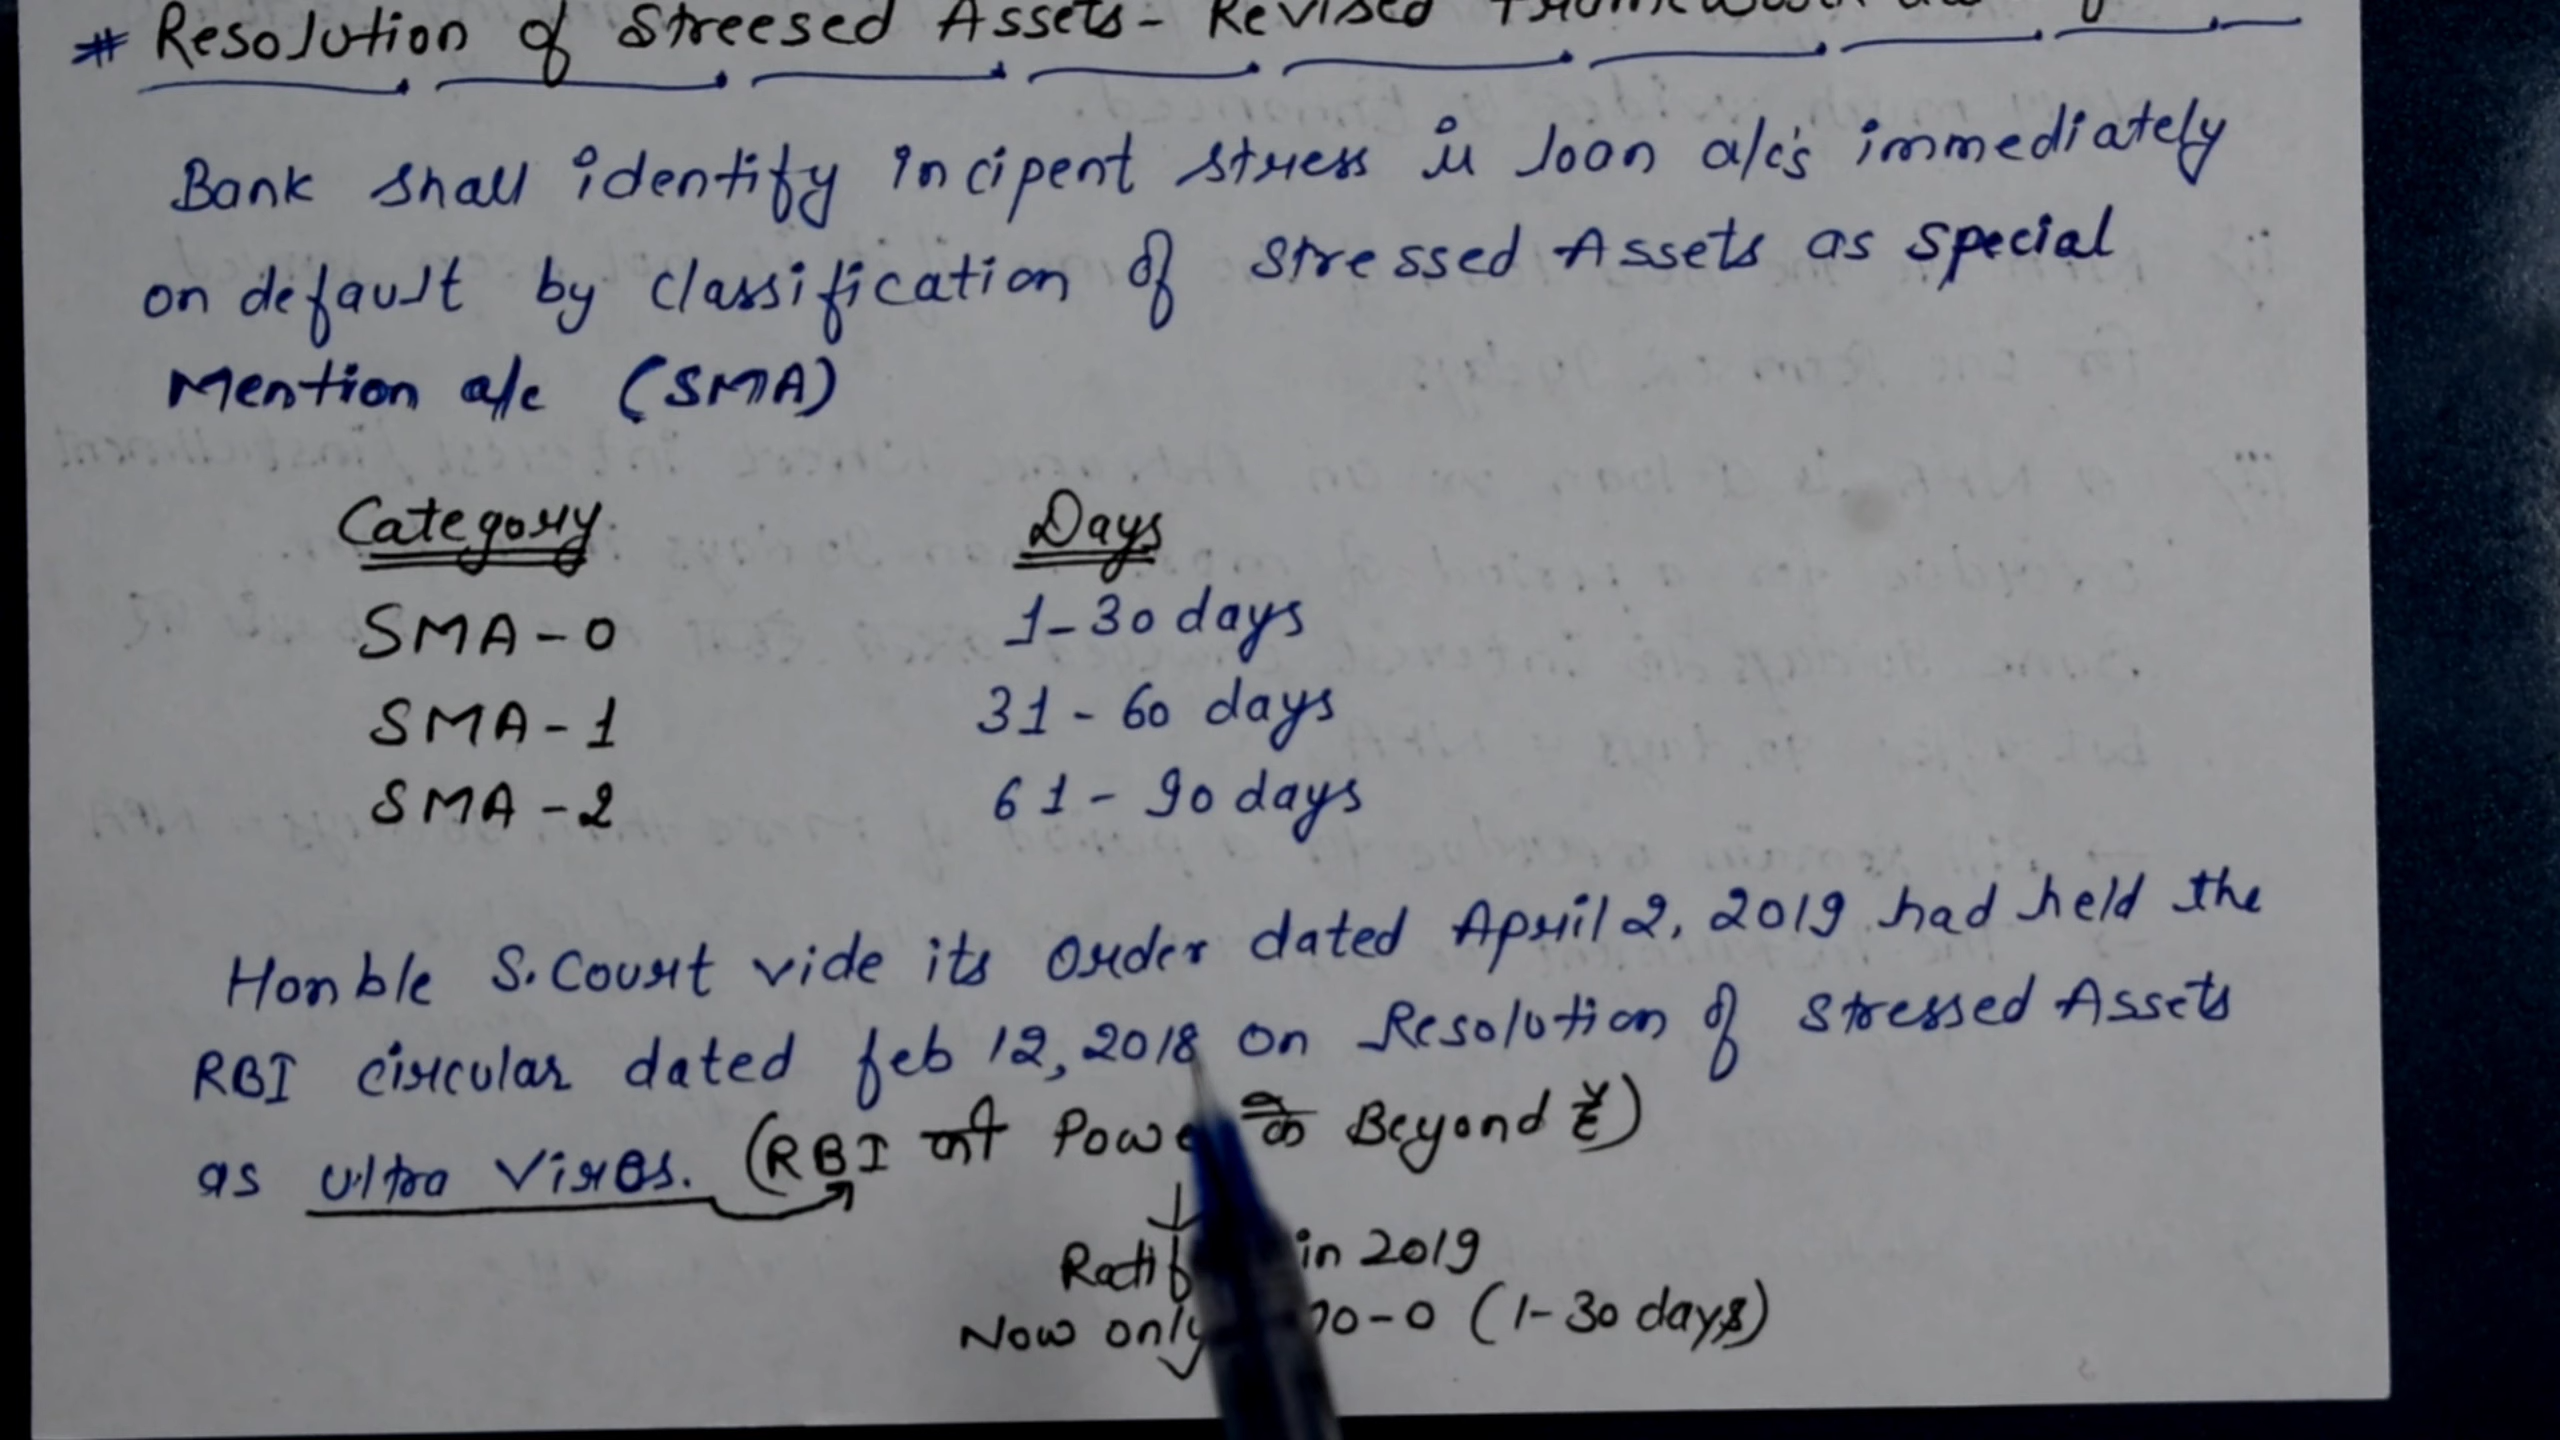 # Resolution of Streesed Assets - Revised
Bank shall identify incipent stress in loan a/c's immediately
on default by classification of Stressed Assets as special
Mention a/c (SMA)
Category Days
SMA-0 1-30 days
SMA-1 31-60 days
SMA-2 61-90 days
Honble S. Court vide its order dated April 2, 2019 had held the
RBI circular dated feb 12, 2018 on Resolution of Stressed Assets
as Ultra Vires. (RBI की के Beyond है)
in 2019
Now only -0 (1-30 days)